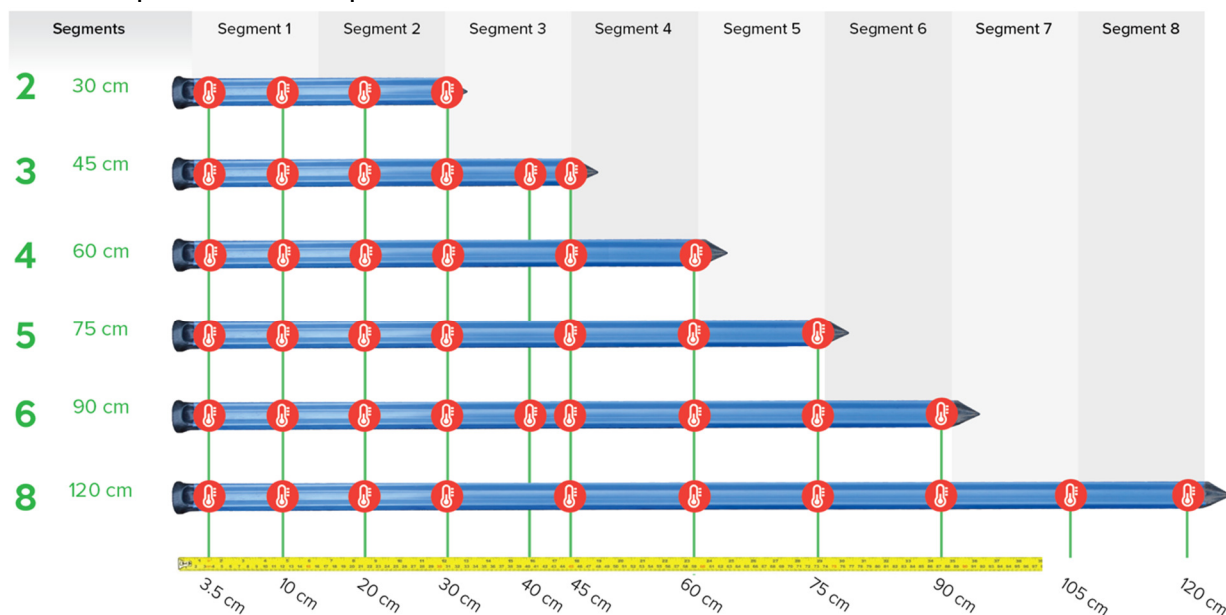 Segments Segment 1 Segment 2 Segment 3 Segment 4 Segment 5 Segment 6 Segment 7 Segment 8
2 30 cm
3 45 cm
4 60 cm
5 75 cm
6 90 cm
8 120 cm
3.5 cm 10 cm 20 cm 30 cm 40 cm 45 cm 60 cm 75 cm 90 cm 105 cm 120 cm